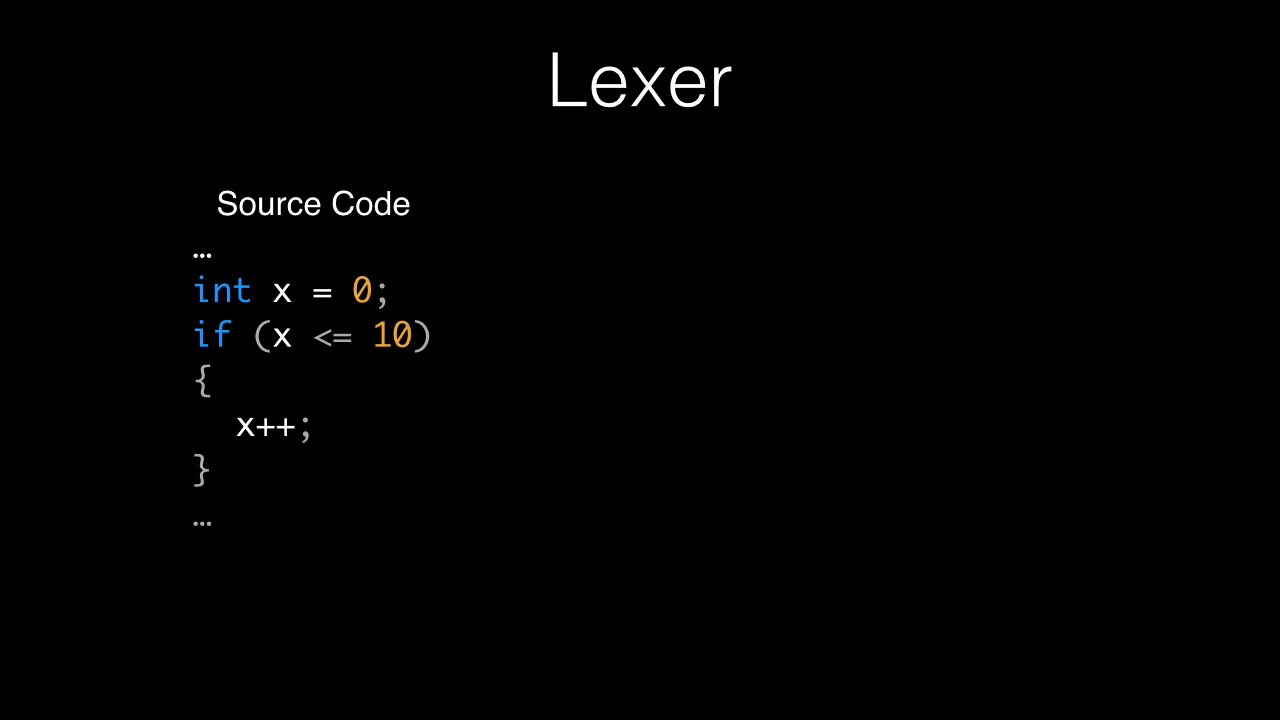 Lexer
Source Code
…
int x = 0;
if (x <= 10)
{
  x++;
}
…